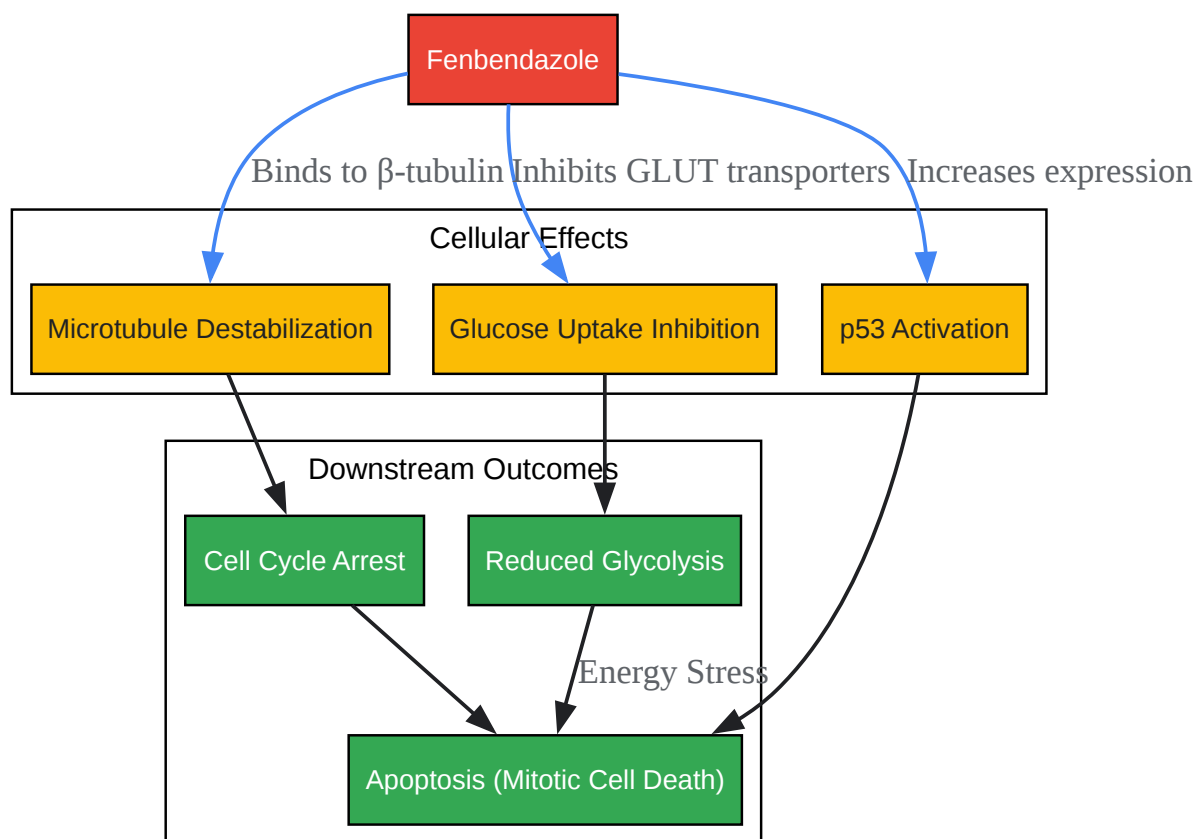 Fenbendazole
Binds to β-tubulin
Inhibits GLUT transporters
Increases expression
Cellular Effects
Microtubule Destabilization
Glucose Uptake Inhibition
p53 Activation
Downstream Outcomes
Cell Cycle Arrest
Reduced Glycolysis
Energy Stress
Apoptosis (Mitotic Cell Death)